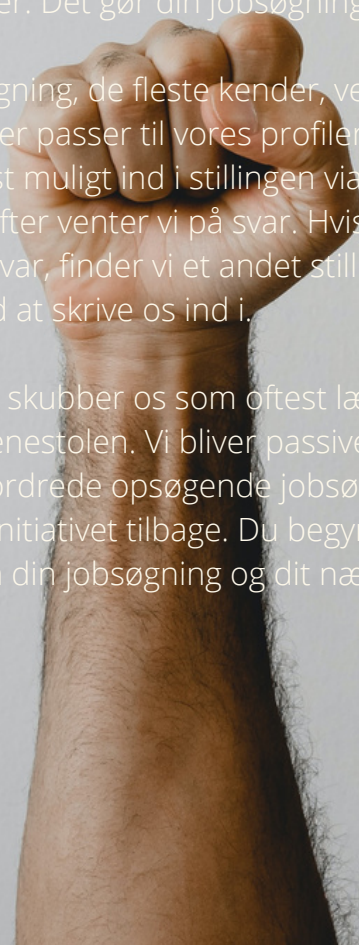 er. Det gør din jobsøgning
gning, de fleste kender, ve
er passer til vores profiler
st muligt ind i stillingen via
fter venter vi på svar. Hvis
var, finder vi et andet still
d at skrive os ind i.
skubber os som oftest læ
enestolen. Vi bliver passive
ordrede opsøgende jobsø
nitiativet tilbage. Du begyn
din jobsøgning og dit næ